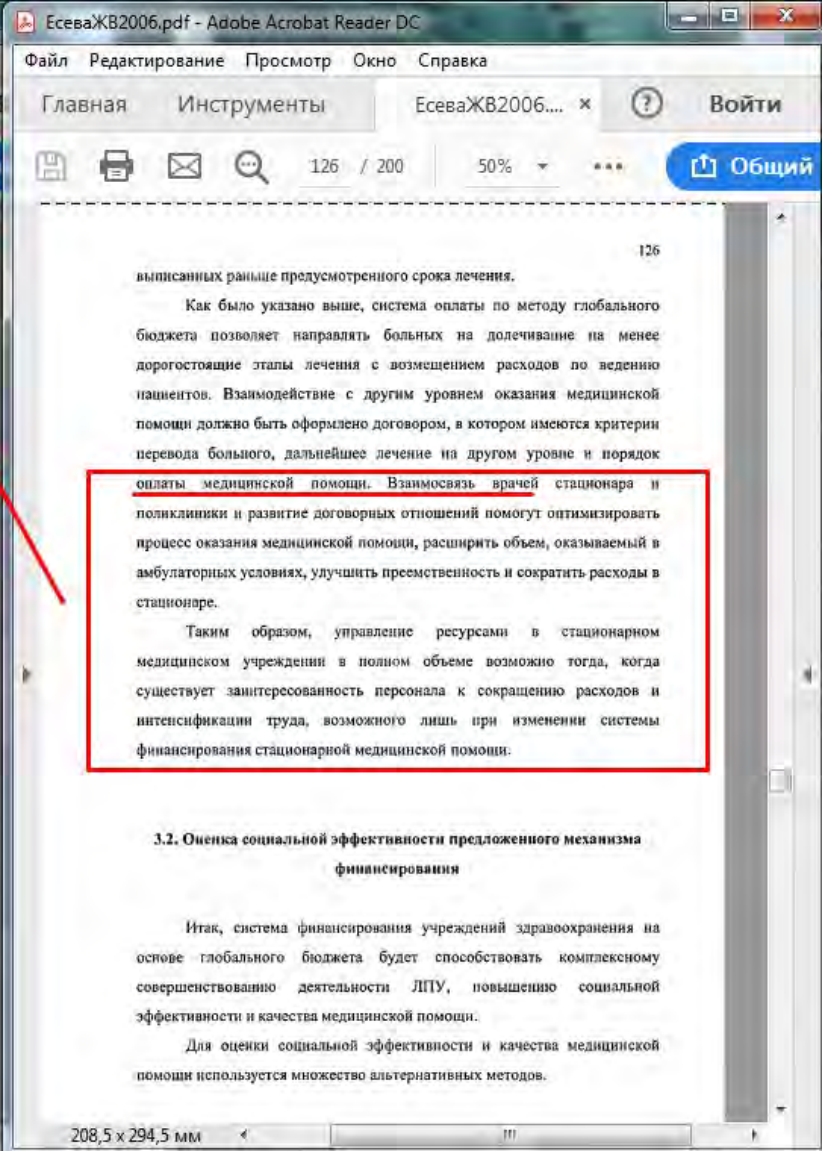 ЕсеваЖВ2006.pdf - Adobe Acrobat Reader DC
Файл Редактирование Просмотр Окно Справка
Главная Инструменты ЕсеваЖВ2006.... × ? Войти
126 / 200 50% ... Общий
126
выписанных раньше предусмотренного срока лечения.
Как было указано выше, система оплаты по методу глобального
бюджета позволяет направлять больных на долечивание на менее
дорогостоящие этапы лечения с возмещением расходов по ведению
пациентов. Взаимодействие с другим уровнем оказания медицинской
помощи должно быть оформлено договором, в котором имеются критерии
перевода больного, дальнейшее лечение на другом уровне и порядок
оплаты медицинской помощи. Взаимосвязь врачей стационара и
поликлиники и развитие договорных отношений помогут оптимизировать
процесс оказания медицинской помощи, расширить объем, оказываемый в
амбулаторных условиях, улучшить преемственность и сократить расходы в
стационаре.
Таким образом, управление ресурсами в стационарном
медицинском учреждении в полном объеме возможно тогда, когда
существует заинтересованность персонала к сокращению расходов и
интенсификации труда, возможного лишь при изменении системы
финансирования стационарной медицинской помощи.
3.2. Оценка социальной эффективности предложенного механизма
финансирования
Итак, система финансирования учреждений здравоохранения на
основе глобального бюджета будет способствовать комплексному
совершенствованию деятельности ЛПУ, повышению социальной
эффективности и качества медицинской помощи.
Для оценки социальной эффективности и качества медицинской
помощи используется множество альтернативных методов.
208,5 x 294,5 мм